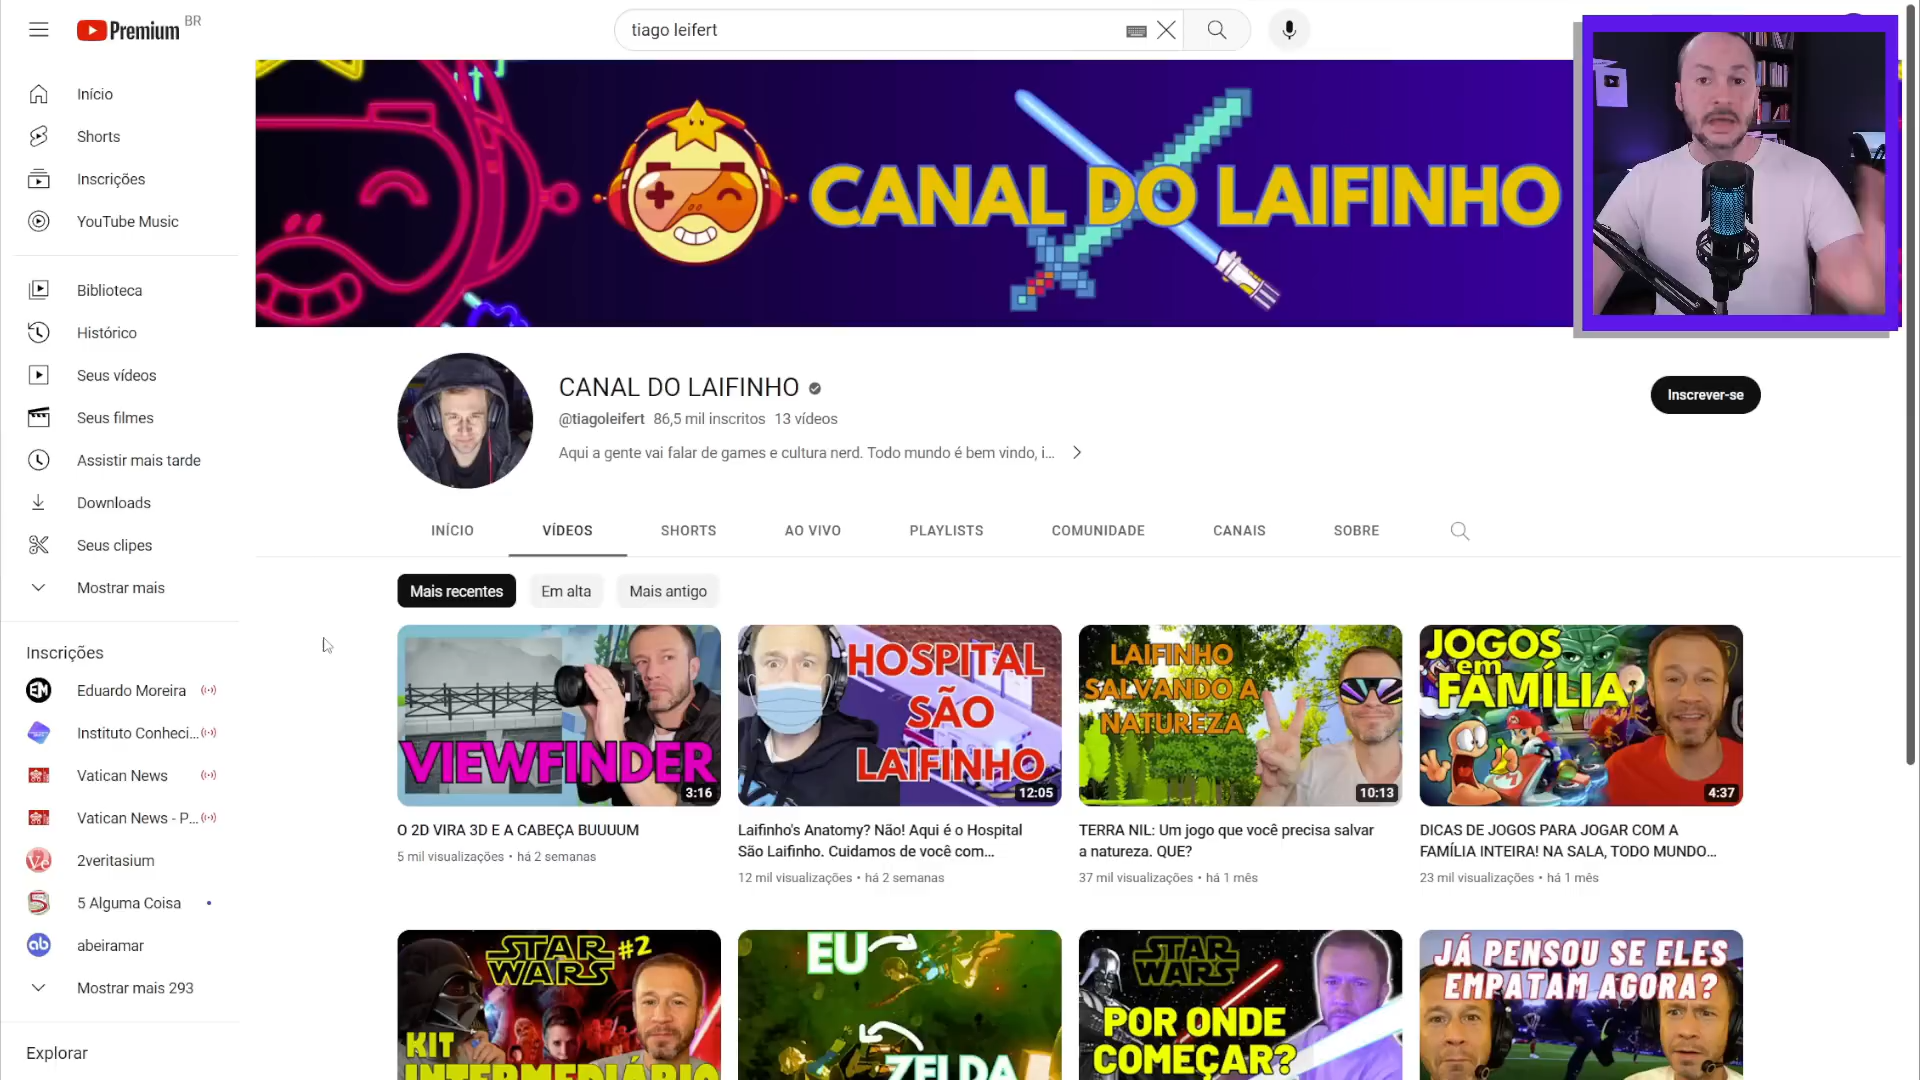 Premium BR
tiago leifert
Início
Shorts
Inscrições
YouTube Music
Biblioteca
Histórico
Seus vídeos
Seus filmes
Assistir mais tarde
Downloads
Seus clipes
Mostrar mais
Inscrições
Eduardo Moreira
Instituto Conheci...
Vatican News
Vatican News - P...
2veritasium
5 Alguma Coisa
abeiramar
Mostrar mais 293
Explorar
CANAL DO LAIFINHO
CANAL DO LAIFINHO
@tiagoleifert 86,5 mil inscritos 13 vídeos
Aqui a gente vai falar de games e cultura nerd. Todo mundo é bem vindo, i...
Inscrever-se
INÍCIO VÍDEOS SHORTS AO VIVO PLAYLISTS COMUNIDADE CANAIS SOBRE
Mais recentes Em alta Mais antigo
VIEWFINDER
3:16
O 2D VIRA 3D E A CABEÇA BUUUUM
5 mil visualizações • há 2 semanas
HOSPITAL
SÃO
LAIFINHO
12:05
Laifinho's Anatomy? Não! Aqui é o Hospital
São Laifinho. Cuidamos de você com...
12 mil visualizações • há 2 semanas
LAIFINHO
SALVANDO A
NATUREZA
10:13
TERRA NIL: Um jogo que você precisa salvar
a natureza. QUE?
37 mil visualizações • há 1 mês
JOGOS
em
FAMÍLIA
4:37
DICAS DE JOGOS PARA JOGAR COM A
FAMÍLIA INTEIRA! NA SALA, TODO MUNDO...
23 mil visualizações • há 1 mês
STAR
WARS #2
KIT
INTERMEDIÁRIO
EU
ZELDA
STAR
WARS
POR ONDE
COMEÇAR?
JÁ PENSOU SE ELES
EMPATAM AGORA?